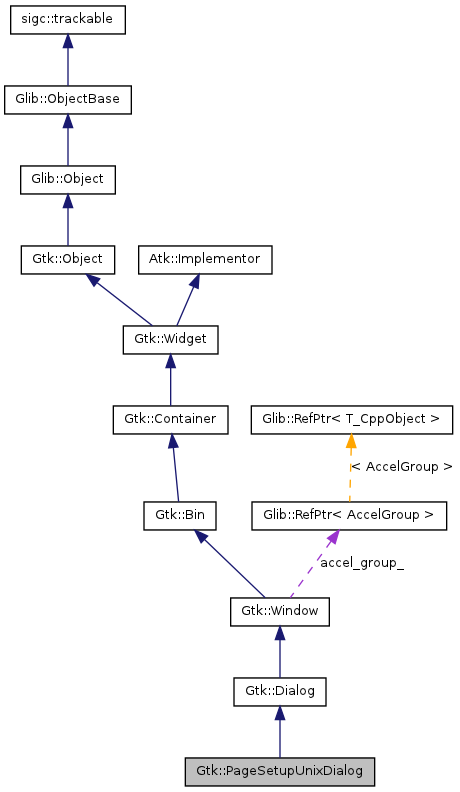 sigc::trackable
Glib::ObjectBase
Glib::Object
Gtk::Object
Atk::Implementor
Gtk::Widget
Gtk::Container
Glib::RefPtr< T_CppObject >
< AccelGroup >
Gtk::Bin
Glib::RefPtr< AccelGroup >
accel_group_
Gtk::Window
Gtk::Dialog
Gtk::PageSetupUnixDialog